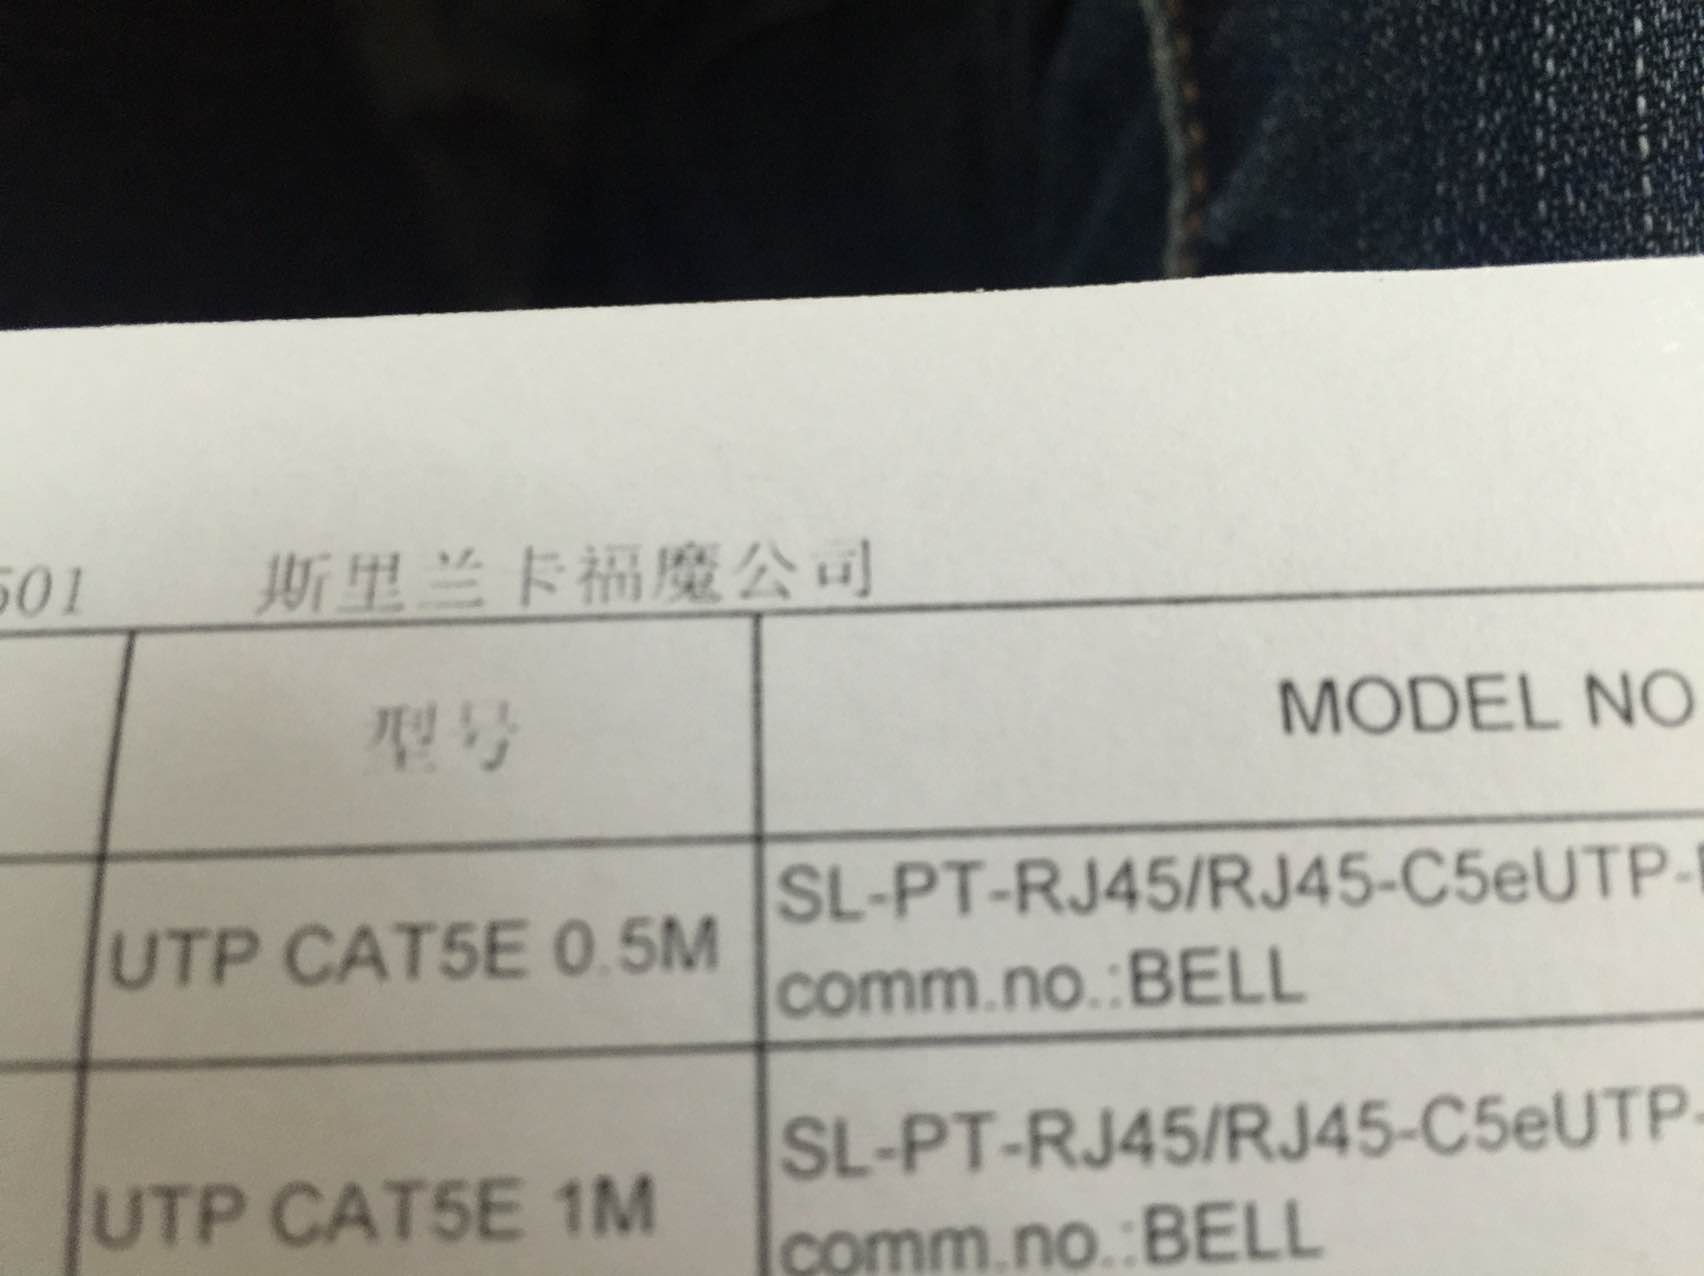 501 斯里兰卡福魔公司
型号 MODEL NO
UTP CAT5E 0.5M SL-PT-RJ45/RJ45-C5eUTP-
comm.no.:BELL
UTP CAT5E 1M SL-PT-RJ45/RJ45-C5eUTP-
comm.no.:BELL